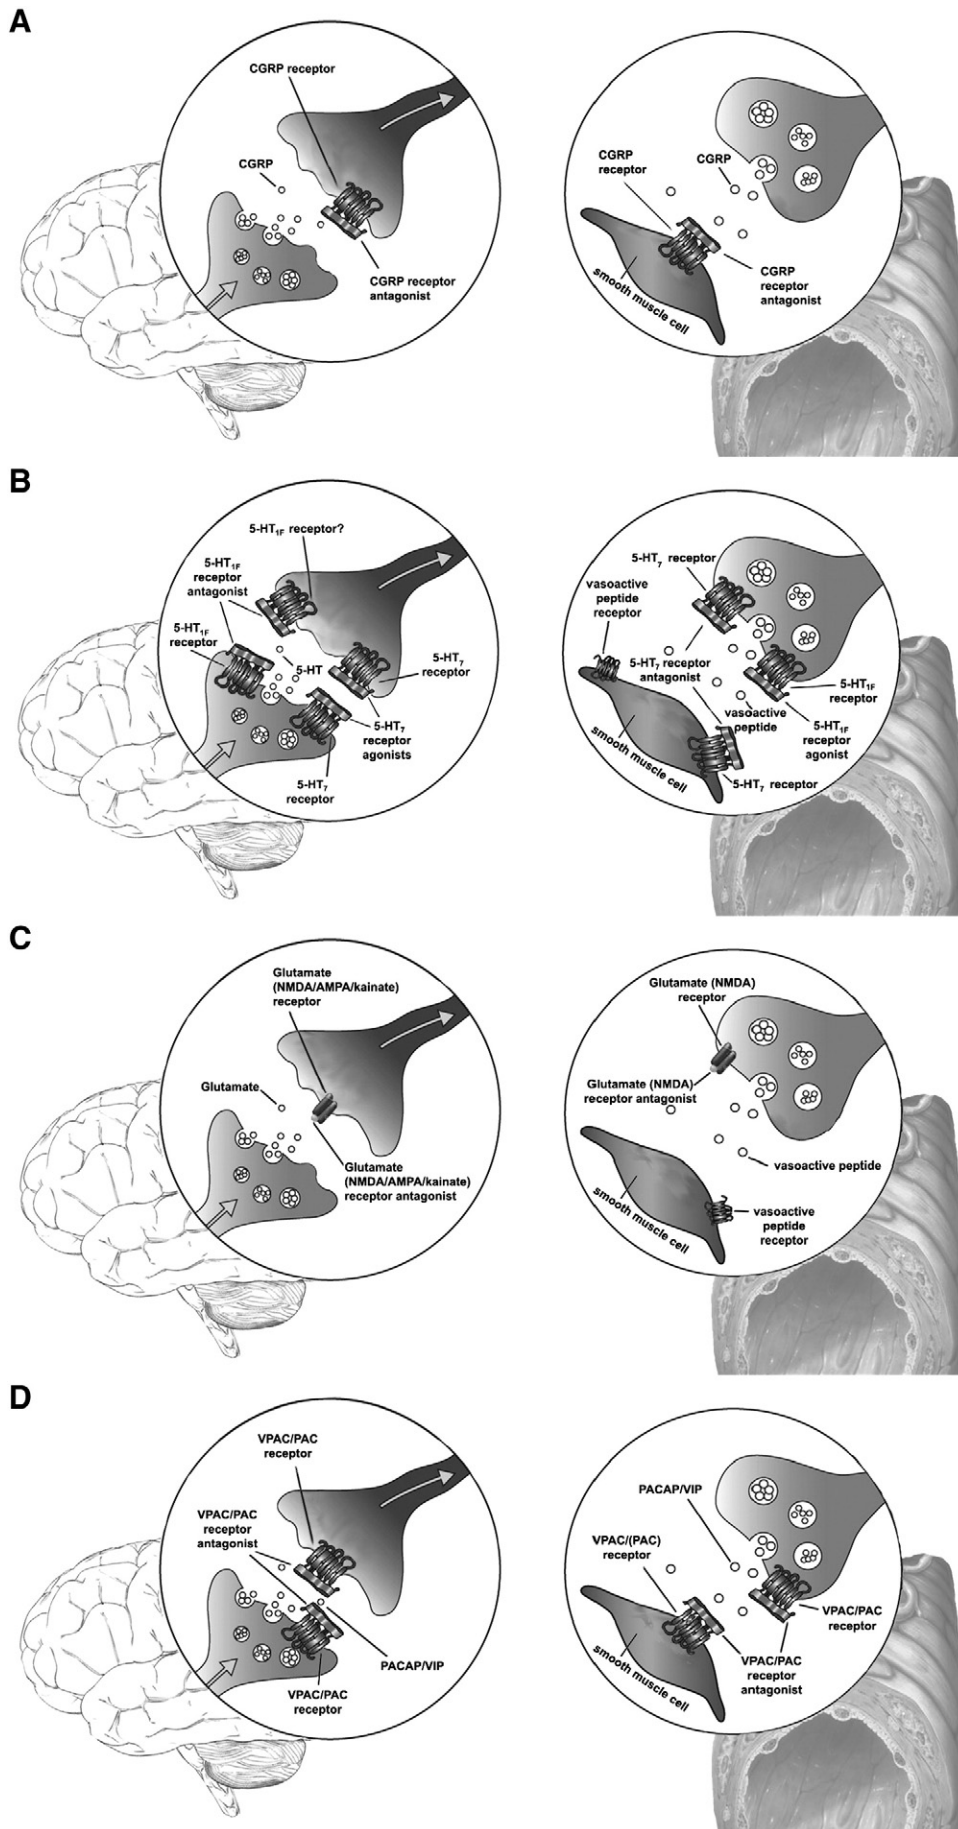 A
CGRP receptor
CGRP
CGRP receptor
antagonist
CGRP
receptor
CGRP
CGRP
receptor
antagonist
smooth muscle cell
B
5-HT1F receptor?
5-HT1F
receptor
antagonist
5-HT1F
receptor
5-HT
5-HT7
receptor
5-HT7
receptor
agonists
5-HT7
receptor
5-HT7 receptor
vasoactive
peptide
receptor
5-HT7 receptor
antagonist
5-HT1F
receptor
vasoactive
peptide
5-HT1F
receptor
agonist
smooth muscle cell
5-HT7 receptor
C
Glutamate
(NMDA/AMPA/kainate)
receptor
Glutamate
Glutamate
(NMDA/AMPA/kainate)
receptor antagonist
Glutamate (NMDA)
receptor
Glutamate (NMDA)
receptor antagonist
vasoactive peptide
smooth muscle cell
vasoactive
peptide
receptor
D
VPAC/PAC
receptor
VPAC/PAC
receptor
antagonist
PACAP/VIP
VPAC/PAC
receptor
PACAP/VIP
VPAC/(PAC)
receptor
VPAC/PAC
receptor
VPAC/PAC
receptor
antagonist
smooth muscle cell